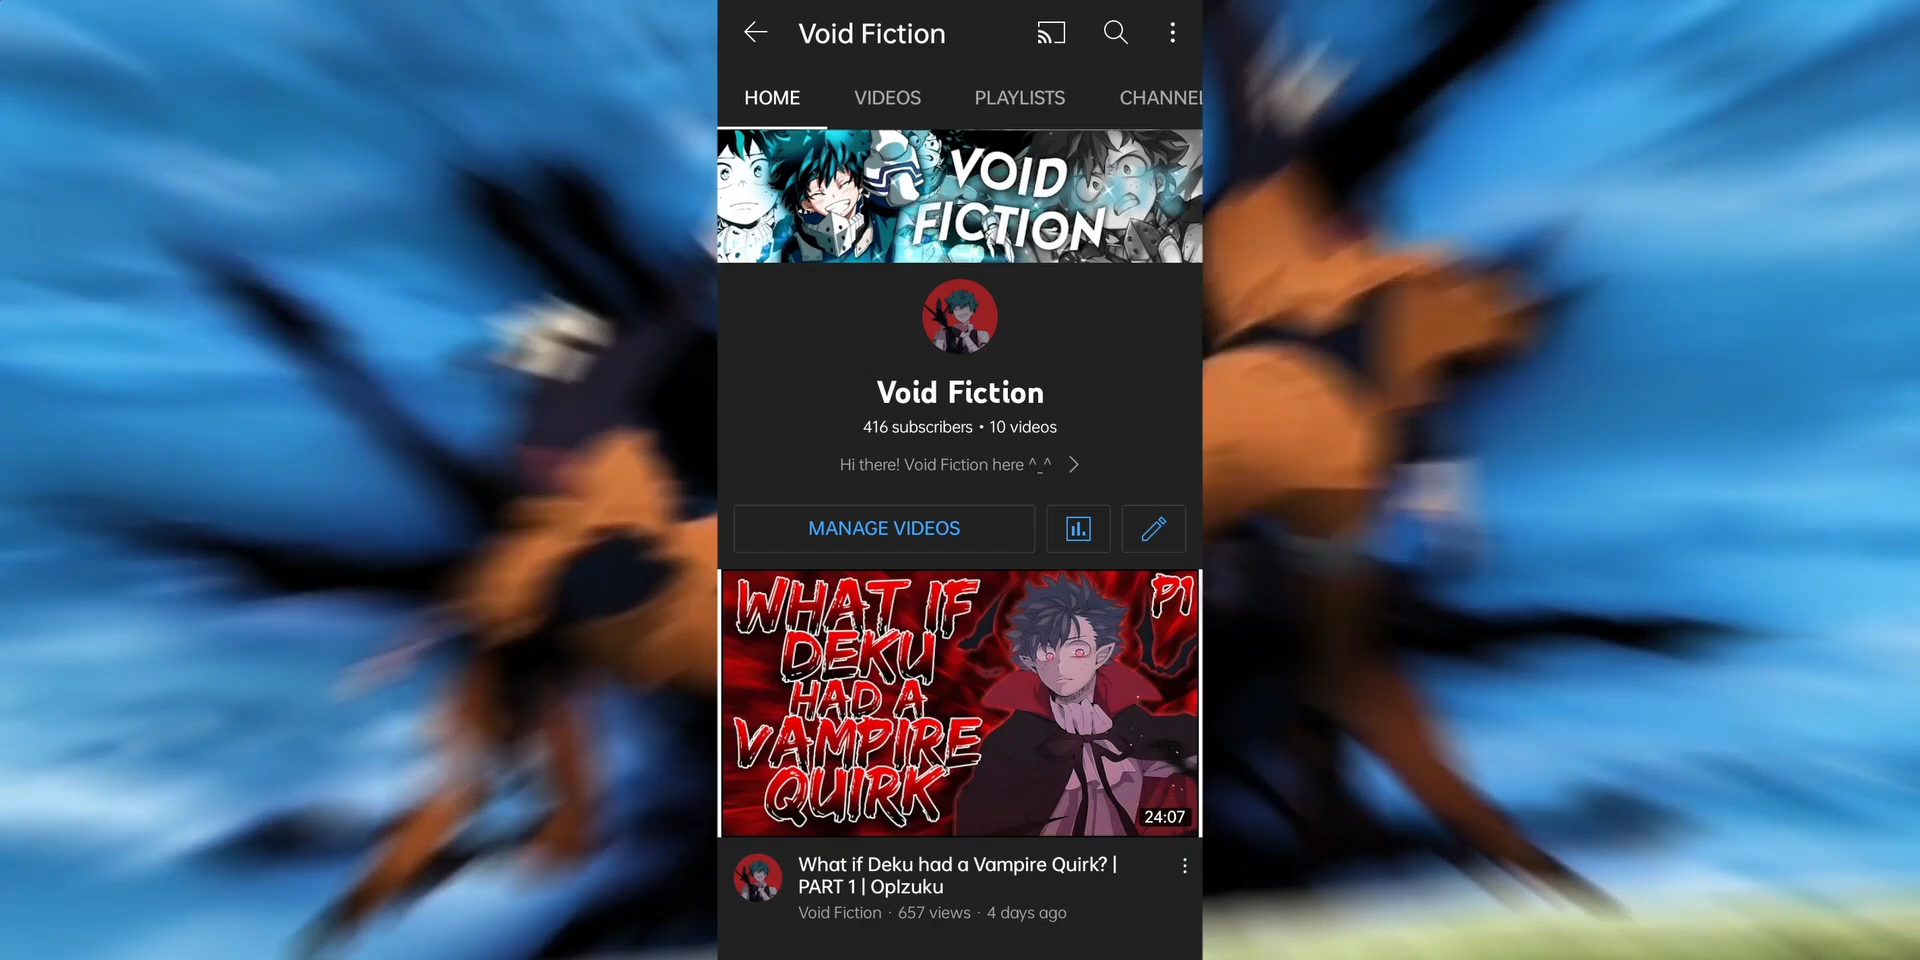 Void Fiction
HOME VIDEOS PLAYLISTS CHANNEL
VOID
FICTION
Void Fiction
416 subscribers • 10 videos
Hi there! Void Fiction here ^_^
MANAGE VIDEOS
WHAT IF
DEKU
HAD A
VAMPIRE
QUIRK
P1
24:07
What if Deku had a Vampire Quirk? |
PART 1 | OpIzuku
Void Fiction · 657 views · 4 days ago